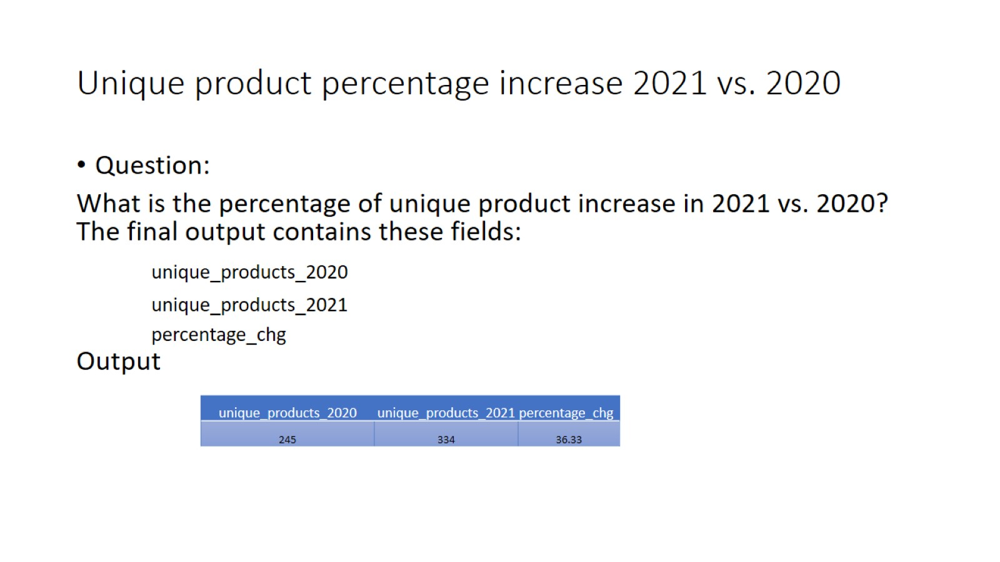 Unique product percentage increase 2021 vs. 2020
• Question:
What is the percentage of unique product increase in 2021 vs. 2020?
The final output contains these fields:
unique_products_2020
unique_products_2021
percentage_chg
Output
unique_products_2020 unique_products_2021 percentage_chg
245 334 36.33